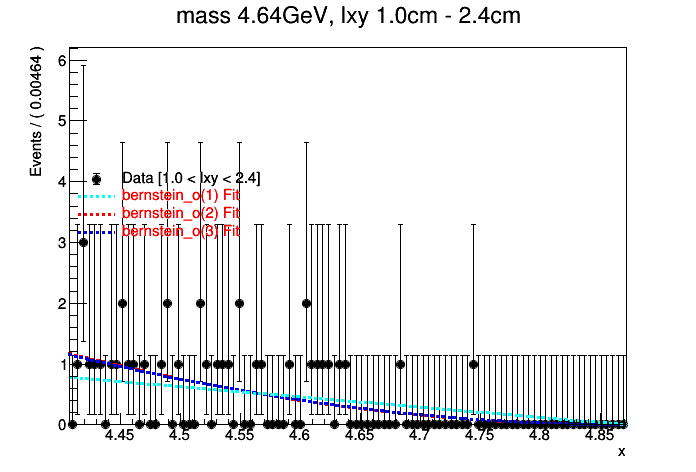 mass 4.64GeV, lxy 1.0cm - 2.4cm
Events / ( 0.00464 )
6
5
4
3
2
1
0
Data [1.0 < lxy < 2.4]
bernstein_o(1) Fit
bernstein_o(2) Fit
bernstein_o(3) Fit
4.45 4.5 4.55 4.6 4.65 4.7 4.75 4.8 4.85
x